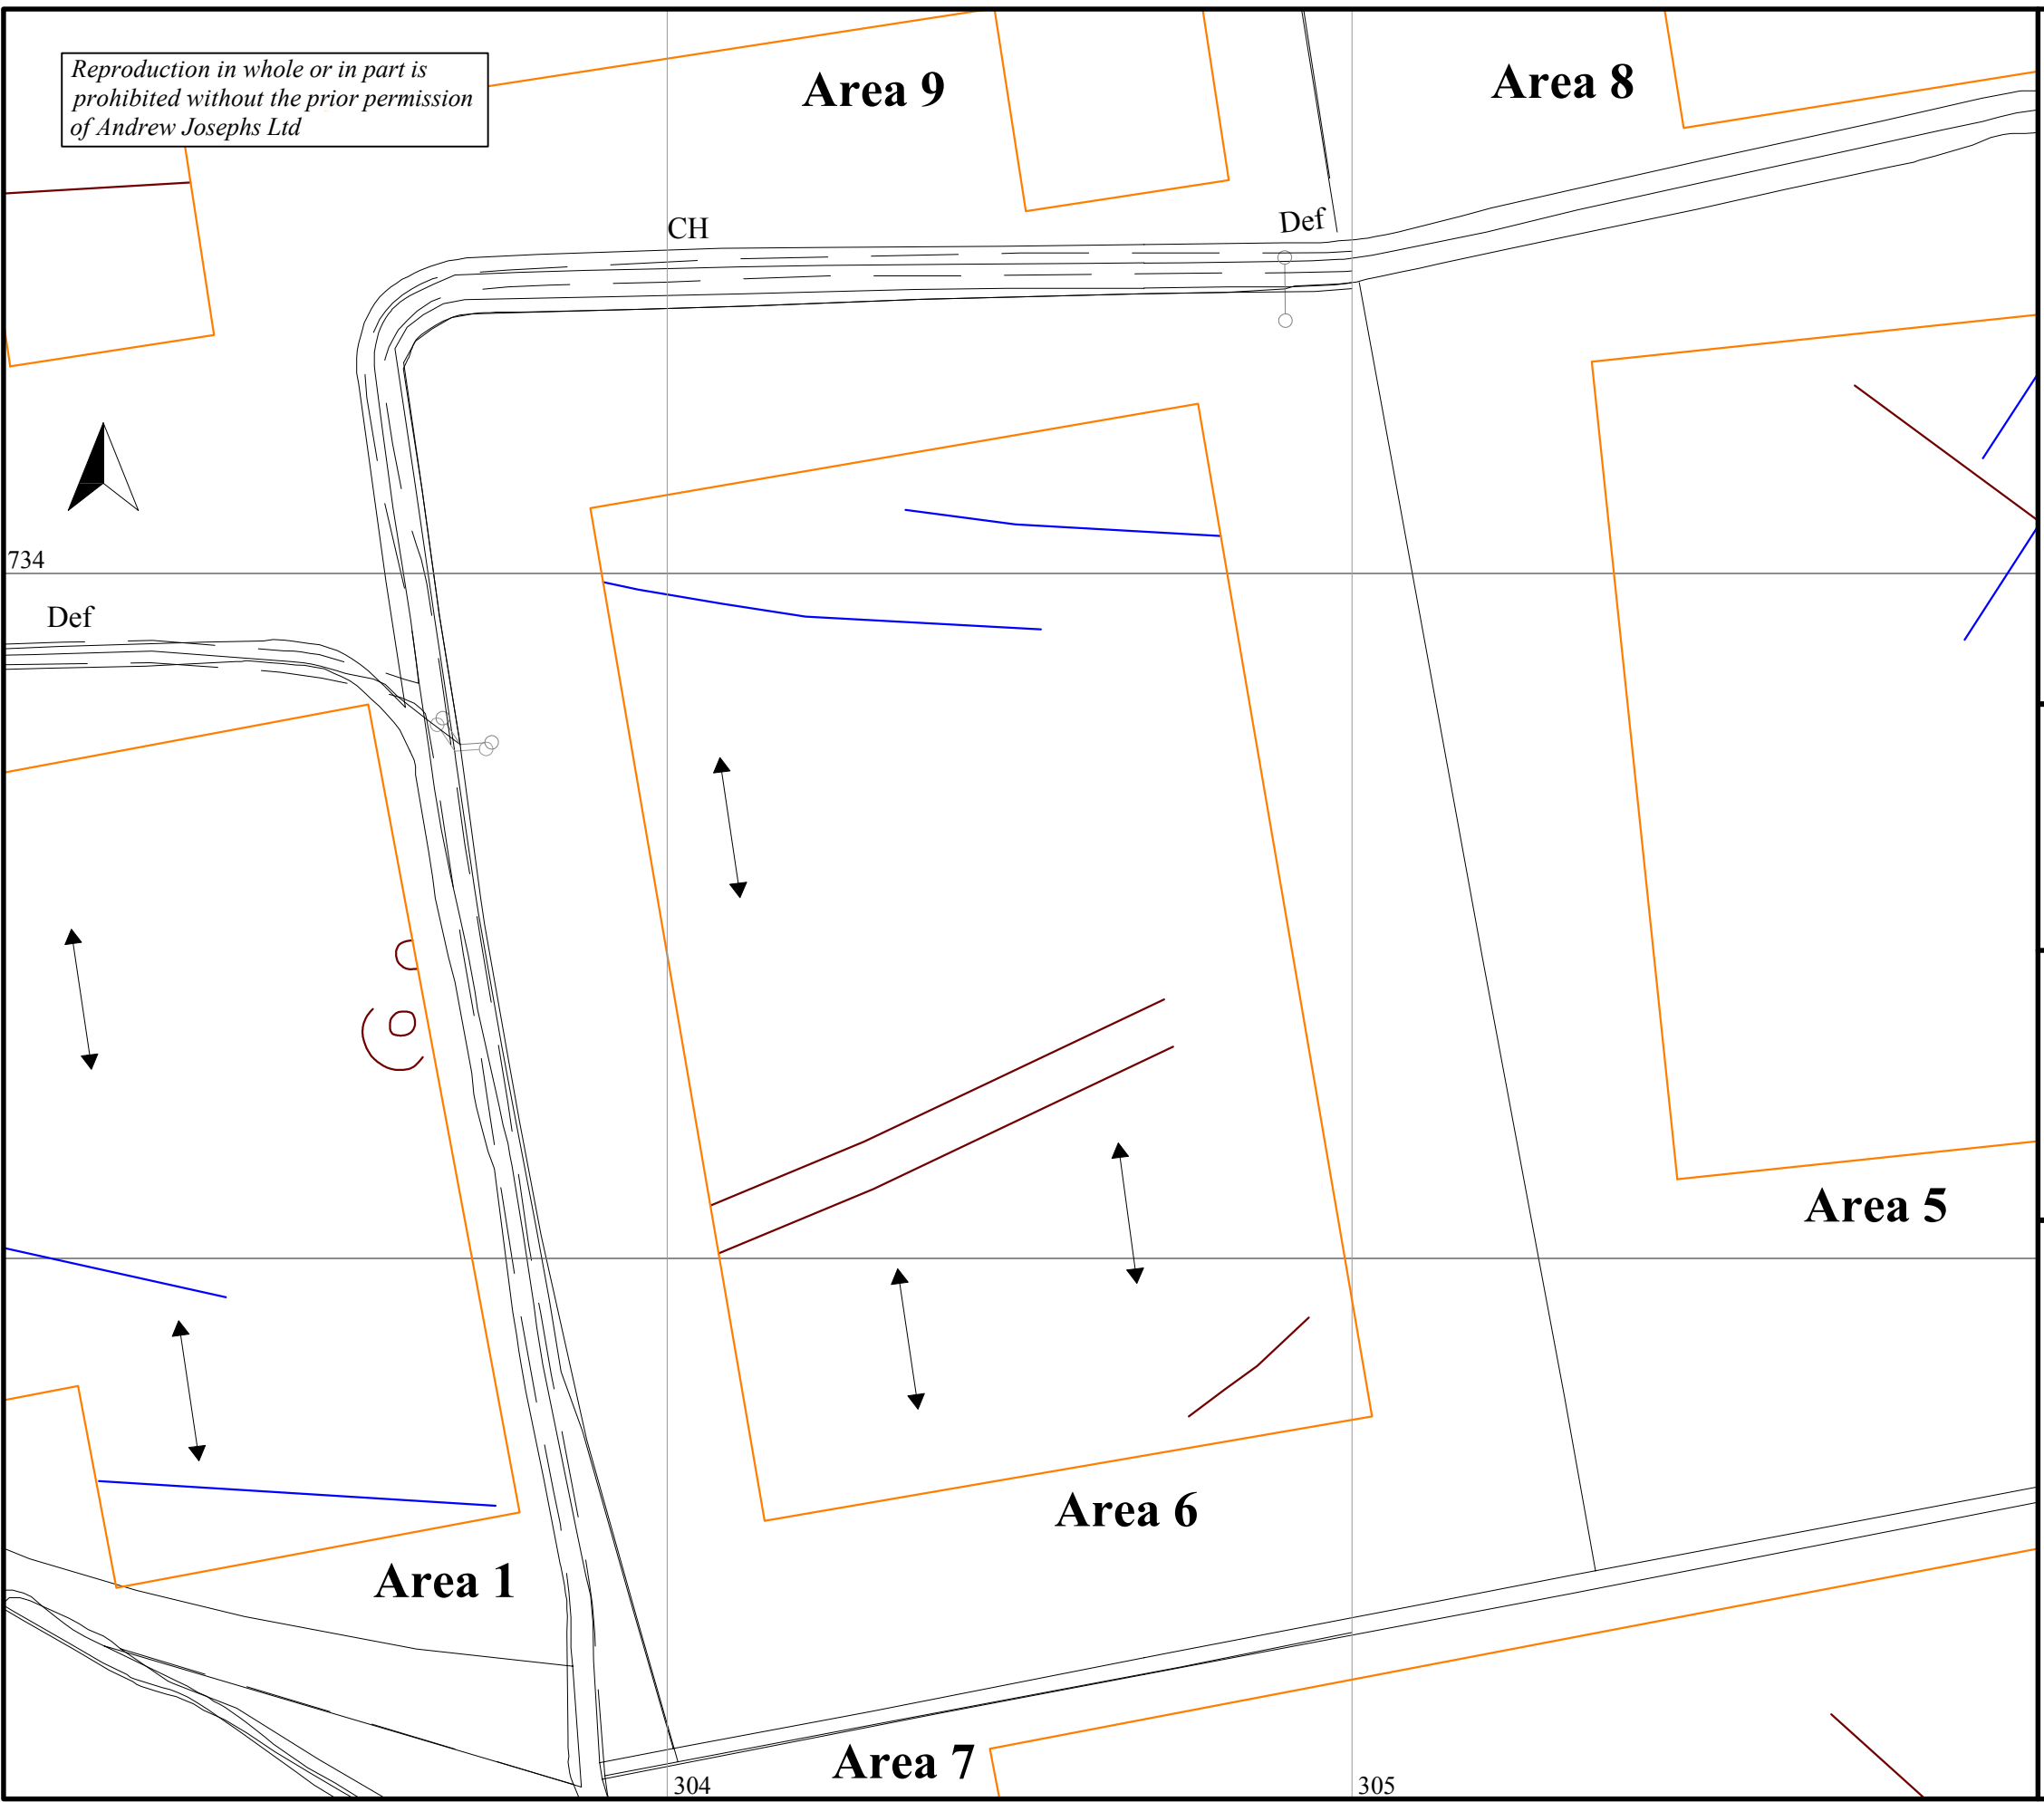 Reproduction in whole or in part is
prohibited without the prior permission
of Andrew Josephs Ltd
Area 9
Area 8
CH
Def
734
Def
Area 5
Area 6
Area 1
Area 7
304
305